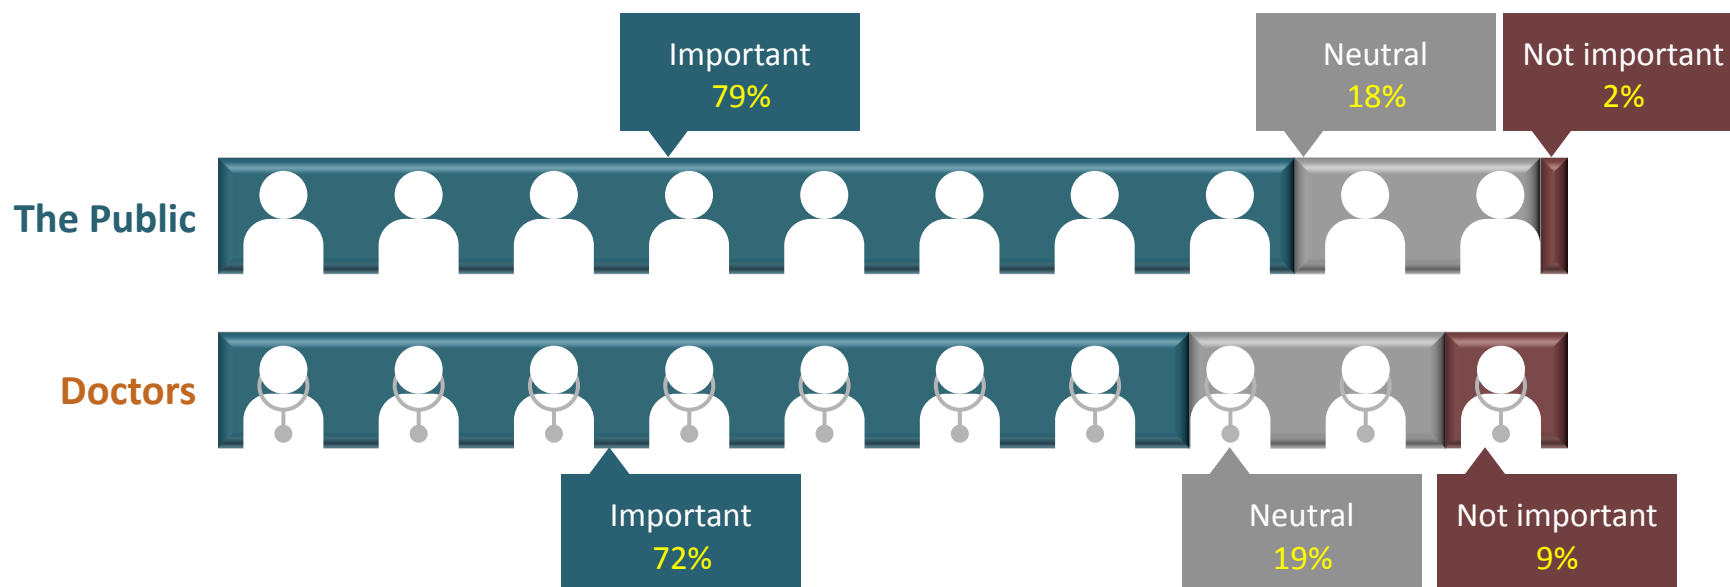 Important
79%
Neutral
18%
Not important
2%
The Public
Doctors
Important
72%
Neutral
19%
Not important
9%